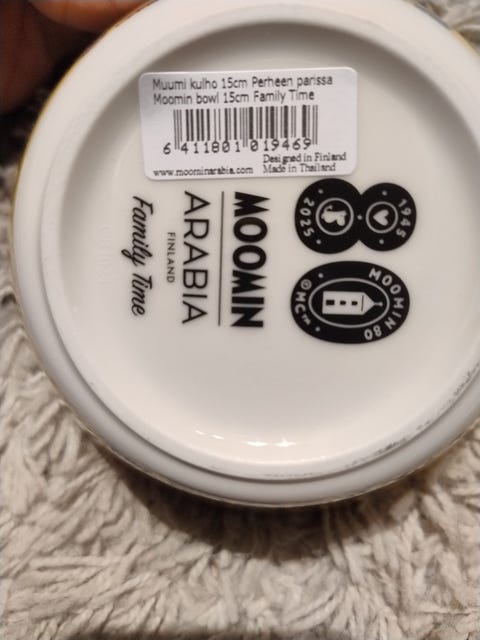 Muumi kulho 15cm Perheen parissa
Moomin bowl 15cm Family Time
6 411801 019469
Designed in Finland
www.moominarabia.com Made in Thailand
1945
2025
MOOMIN 80
©MC™
MOOMIN
ARABIA
FINLAND
Family Time